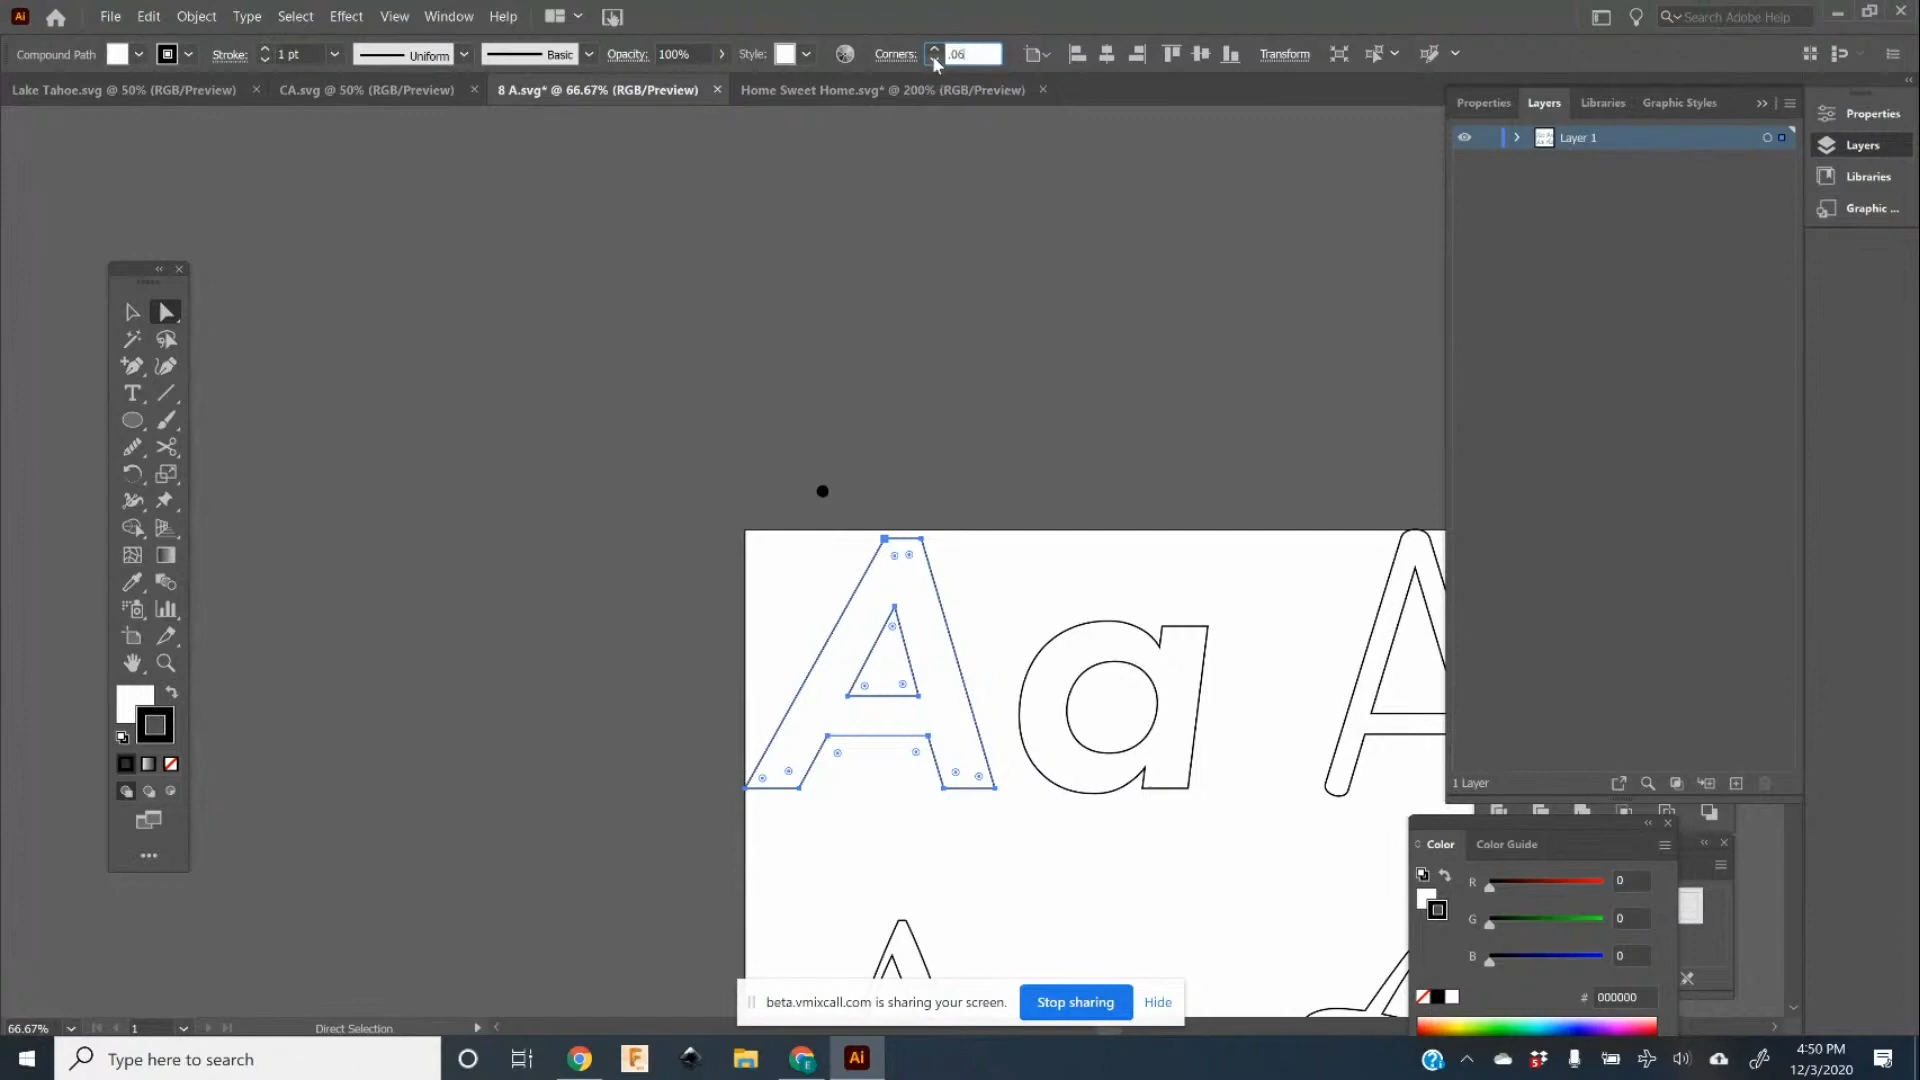 Ai File Edit Object Type Select Effect View Window Help Search Adobe Help
Compound Path Stroke: 1 pt Uniform Basic Opacity: 100% Style: Corners: .06 Transform
Lake Tahoe.svg @ 50% (RGB/Preview) × CA.svg @ 50% (RGB/Preview) × 8 A.svg* @ 66.67% (RGB/Preview) × Home Sweet Home.svg* @ 200% (RGB/Preview) ×
Properties Layers Libraries Graphic Styles
Layer 1
Properties
Layers
Libraries
Graphic ...
A a A
1 Layer
Color Color Guide
R 0
G 0
B 0
# 000000
beta.vmixcall.com is sharing your screen. Stop sharing Hide
66.67% 1 Direct Selection
Type here to search
Ai
4:50 PM
12/3/2020